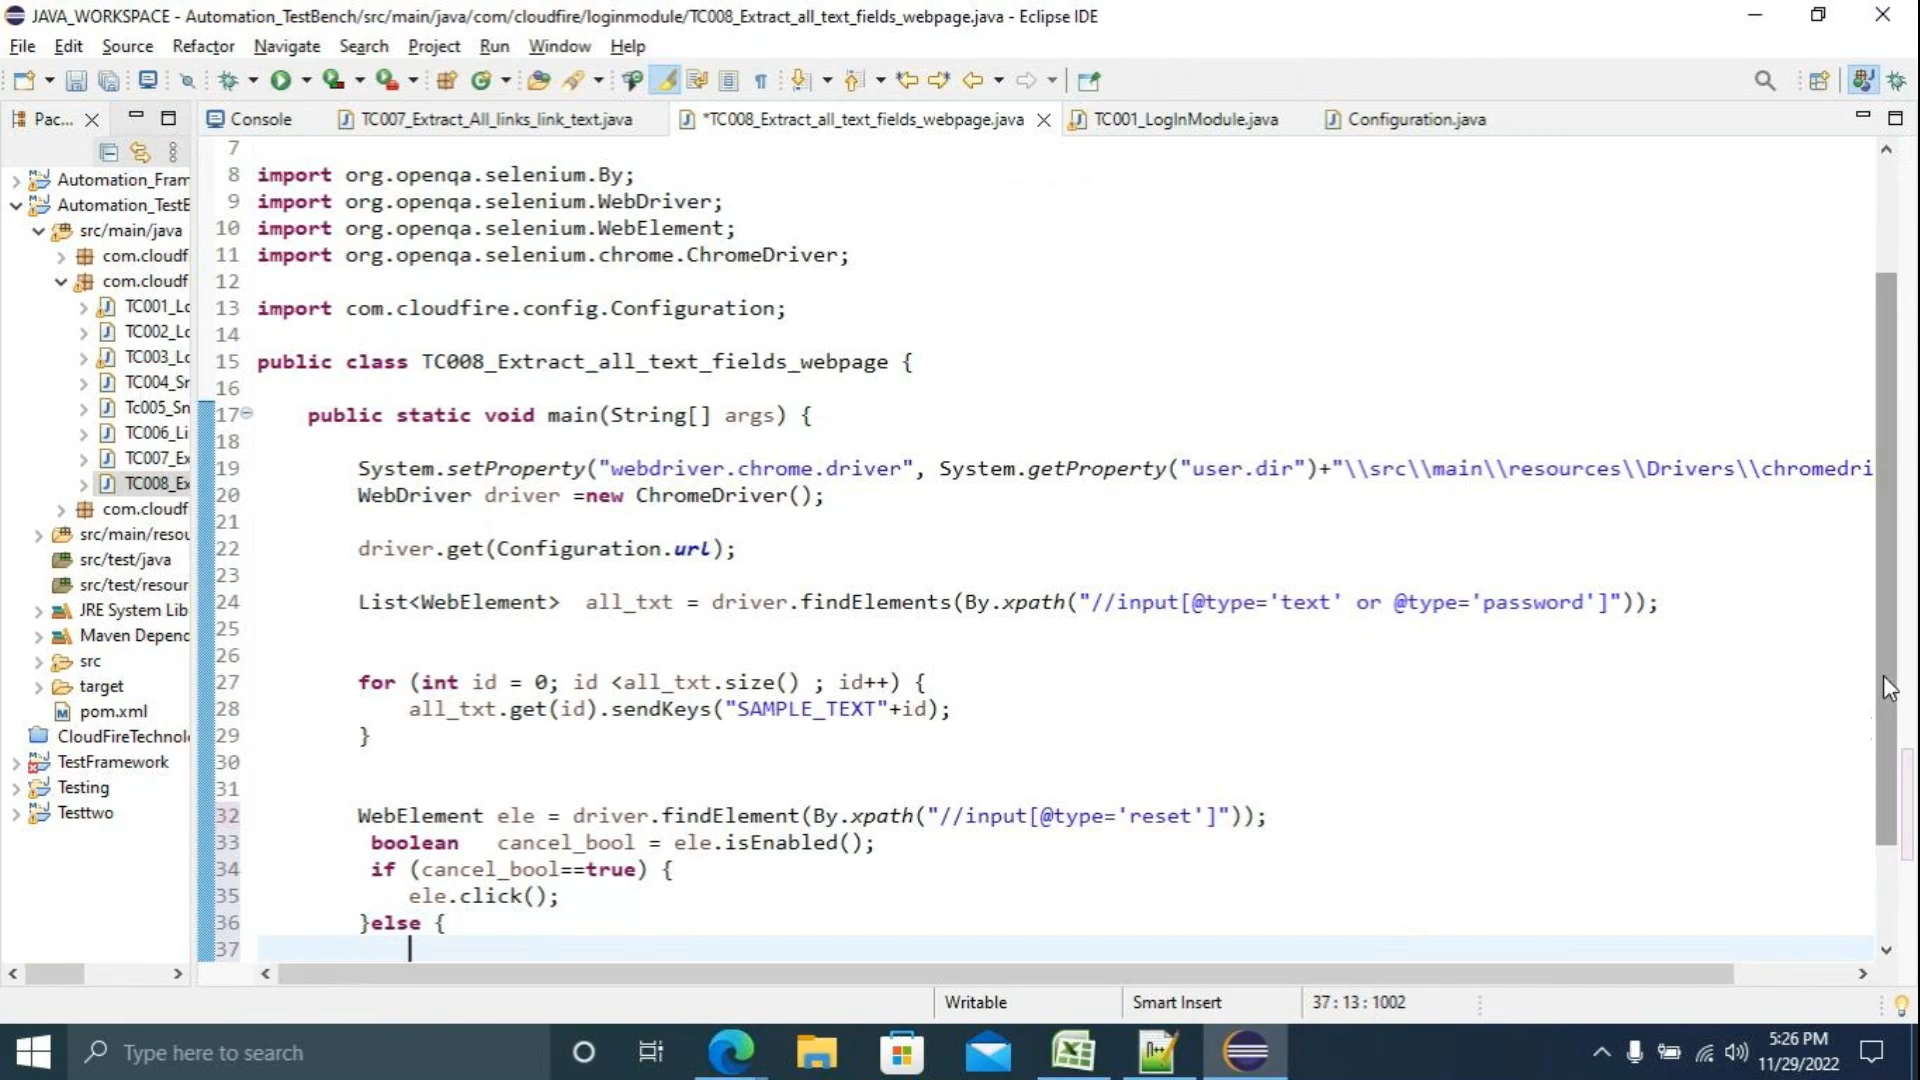 JAVA_WORKSPACE - Automation_TestBench/src/main/java/com/cloudfire/loginmodule/TC008_Extract_all_text_fields_webpage.java - Eclipse IDE
File Edit Source Refactor Navigate Search Project Run Window Help
Pac... Console TC007_Extract_All_links_link_text.java *TC008_Extract_all_text_fields_webpage.java TC001_LogInModule.java Configuration.java
Automation_Fram
Automation_TestB
src/main/java
com.cloudf
com.cloudf
TC001_Lo
TC002_Lo
TC003_Lo
TC004_Sr
Tc005_Sn
TC006_Li
TC007_Ex
TC008_Ex
com.cloudf
src/main/resou
src/test/java
src/test/resour
JRE System Lib
Maven Depend
src
target
pom.xml
CloudFireTechnol
TestFramework
Testing
Testtwo
7
8 import org.openqa.selenium.By;
9 import org.openqa.selenium.WebDriver;
10 import org.openqa.selenium.WebElement;
11 import org.openqa.selenium.chrome.ChromeDriver;
12
13 import com.cloudfire.config.Configuration;
14
15 public class TC008_Extract_all_text_fields_webpage {
16
17 public static void main(String[] args) {
18
19 System.setProperty("webdriver.chrome.driver", System.getProperty("user.dir")+"\\src\\main\\resources\\Drivers\\chromedri
20 WebDriver driver =new ChromeDriver();
21
22 driver.get(Configuration.url);
23
24 List<WebElement> all_txt = driver.findElements(By.xpath("//input[@type='text' or @type='password']"));
25
26
27 for (int id = 0; id <all_txt.size() ; id++) {
28 all_txt.get(id).sendKeys("SAMPLE_TEXT"+id);
29 }
30
31
32 WebElement ele = driver.findElement(By.xpath("//input[@type='reset']"));
33 boolean cancel_bool = ele.isEnabled();
34 if (cancel_bool==true) {
35 ele.click();
36 }else {
37
Writable Smart Insert 37 : 13 : 1002
Type here to search
5:26 PM
11/29/2022